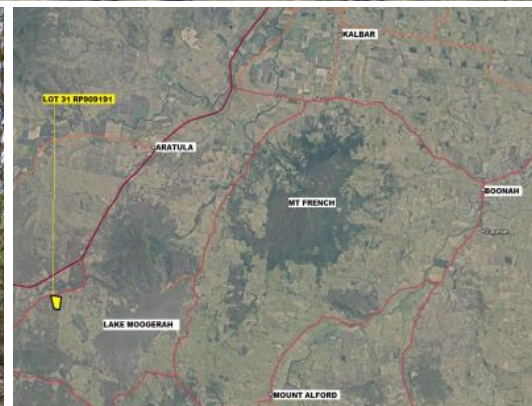 KALBAR
LOT 31 RP909191
ARATULA
MT FRENCH
BOONAH
LAKE MOOGERAH
MOUNT ALFORD